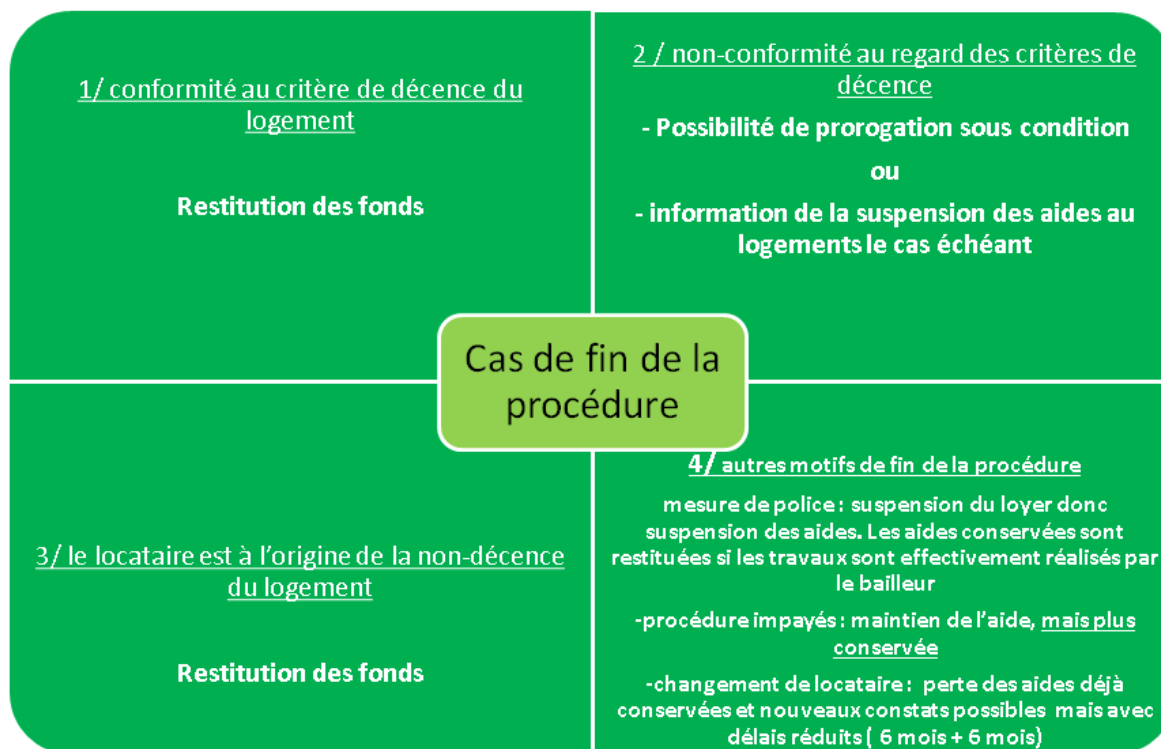 1/ conformité au critère de décence du
logement
Restitution des fonds
2 / non-conformité au regard des critères de
décence
- Possibilité de prorogation sous condition
ou
- information de la suspension des aides au
logements le cas échéant
Cas de fin de la
procédure
3/ le locataire est à l’origine de la non-décence
du logement
Restitution des fonds
4/ autres motifs de fin de la procédure
mesure de police : suspension du loyer donc
suspension des aides. Les aides conservées sont
restituées si les travaux sont effectivement réalisés par
le bailleur
-procédure impayés : maintien de l’aide, mais plus
conservée
-changement de locataire : perte des aides déjà
conservées et nouveaux constats possibles mais avec
délais réduits ( 6 mois + 6 mois)